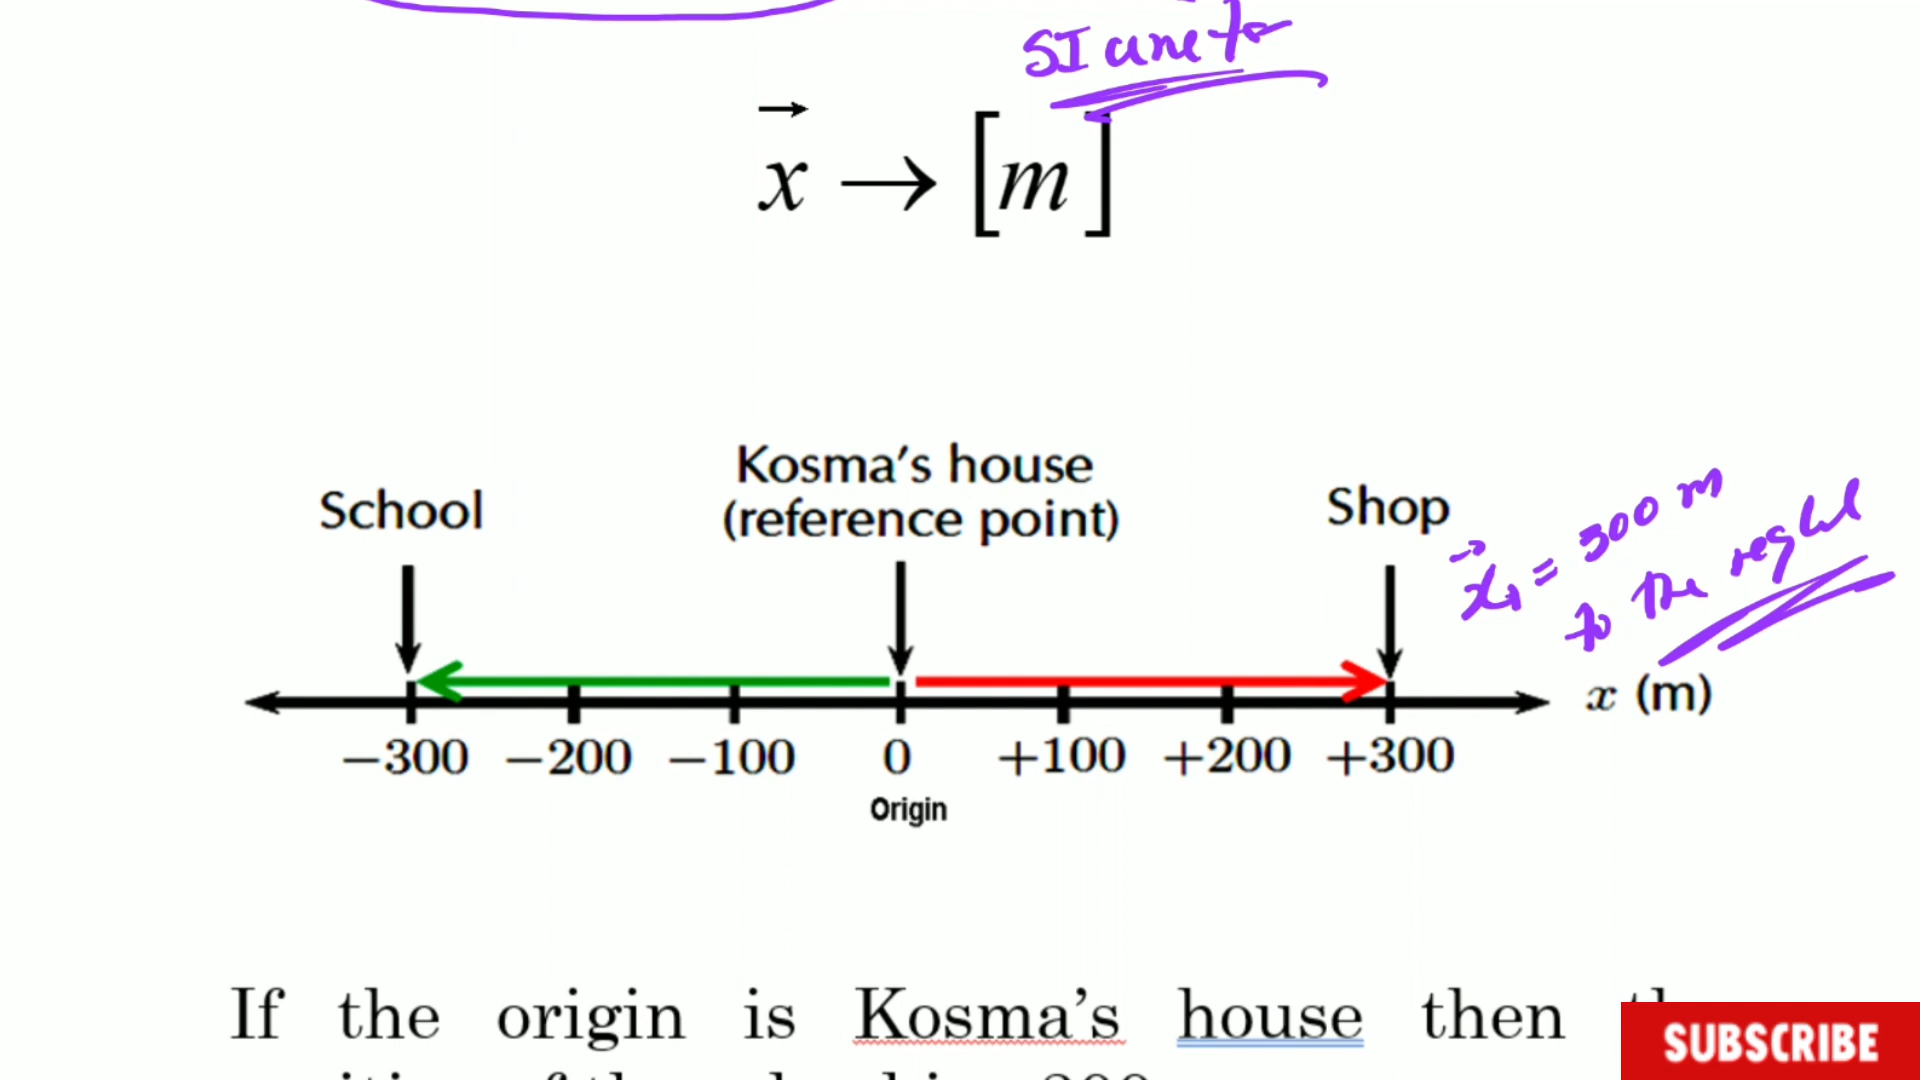 SI unit
x → [m]
Kosma's house
(reference point)
School
Shop
x₁ = 300 m
to the right
x (m)
−300 −200 −100 0 +100 +200 +300
Origin
If the origin is Kosma's house then
SUBSCRIBE